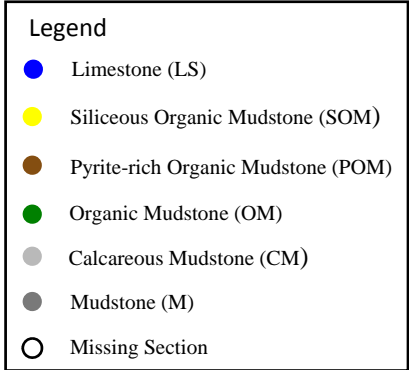 Legend
Limestone (LS)
Siliceous Organic Mudstone (SOM)
Pyrite-rich Organic Mudstone (POM)
Organic Mudstone (OM)
Calcareous Mudstone (CM)
Mudstone (M)
Missing Section